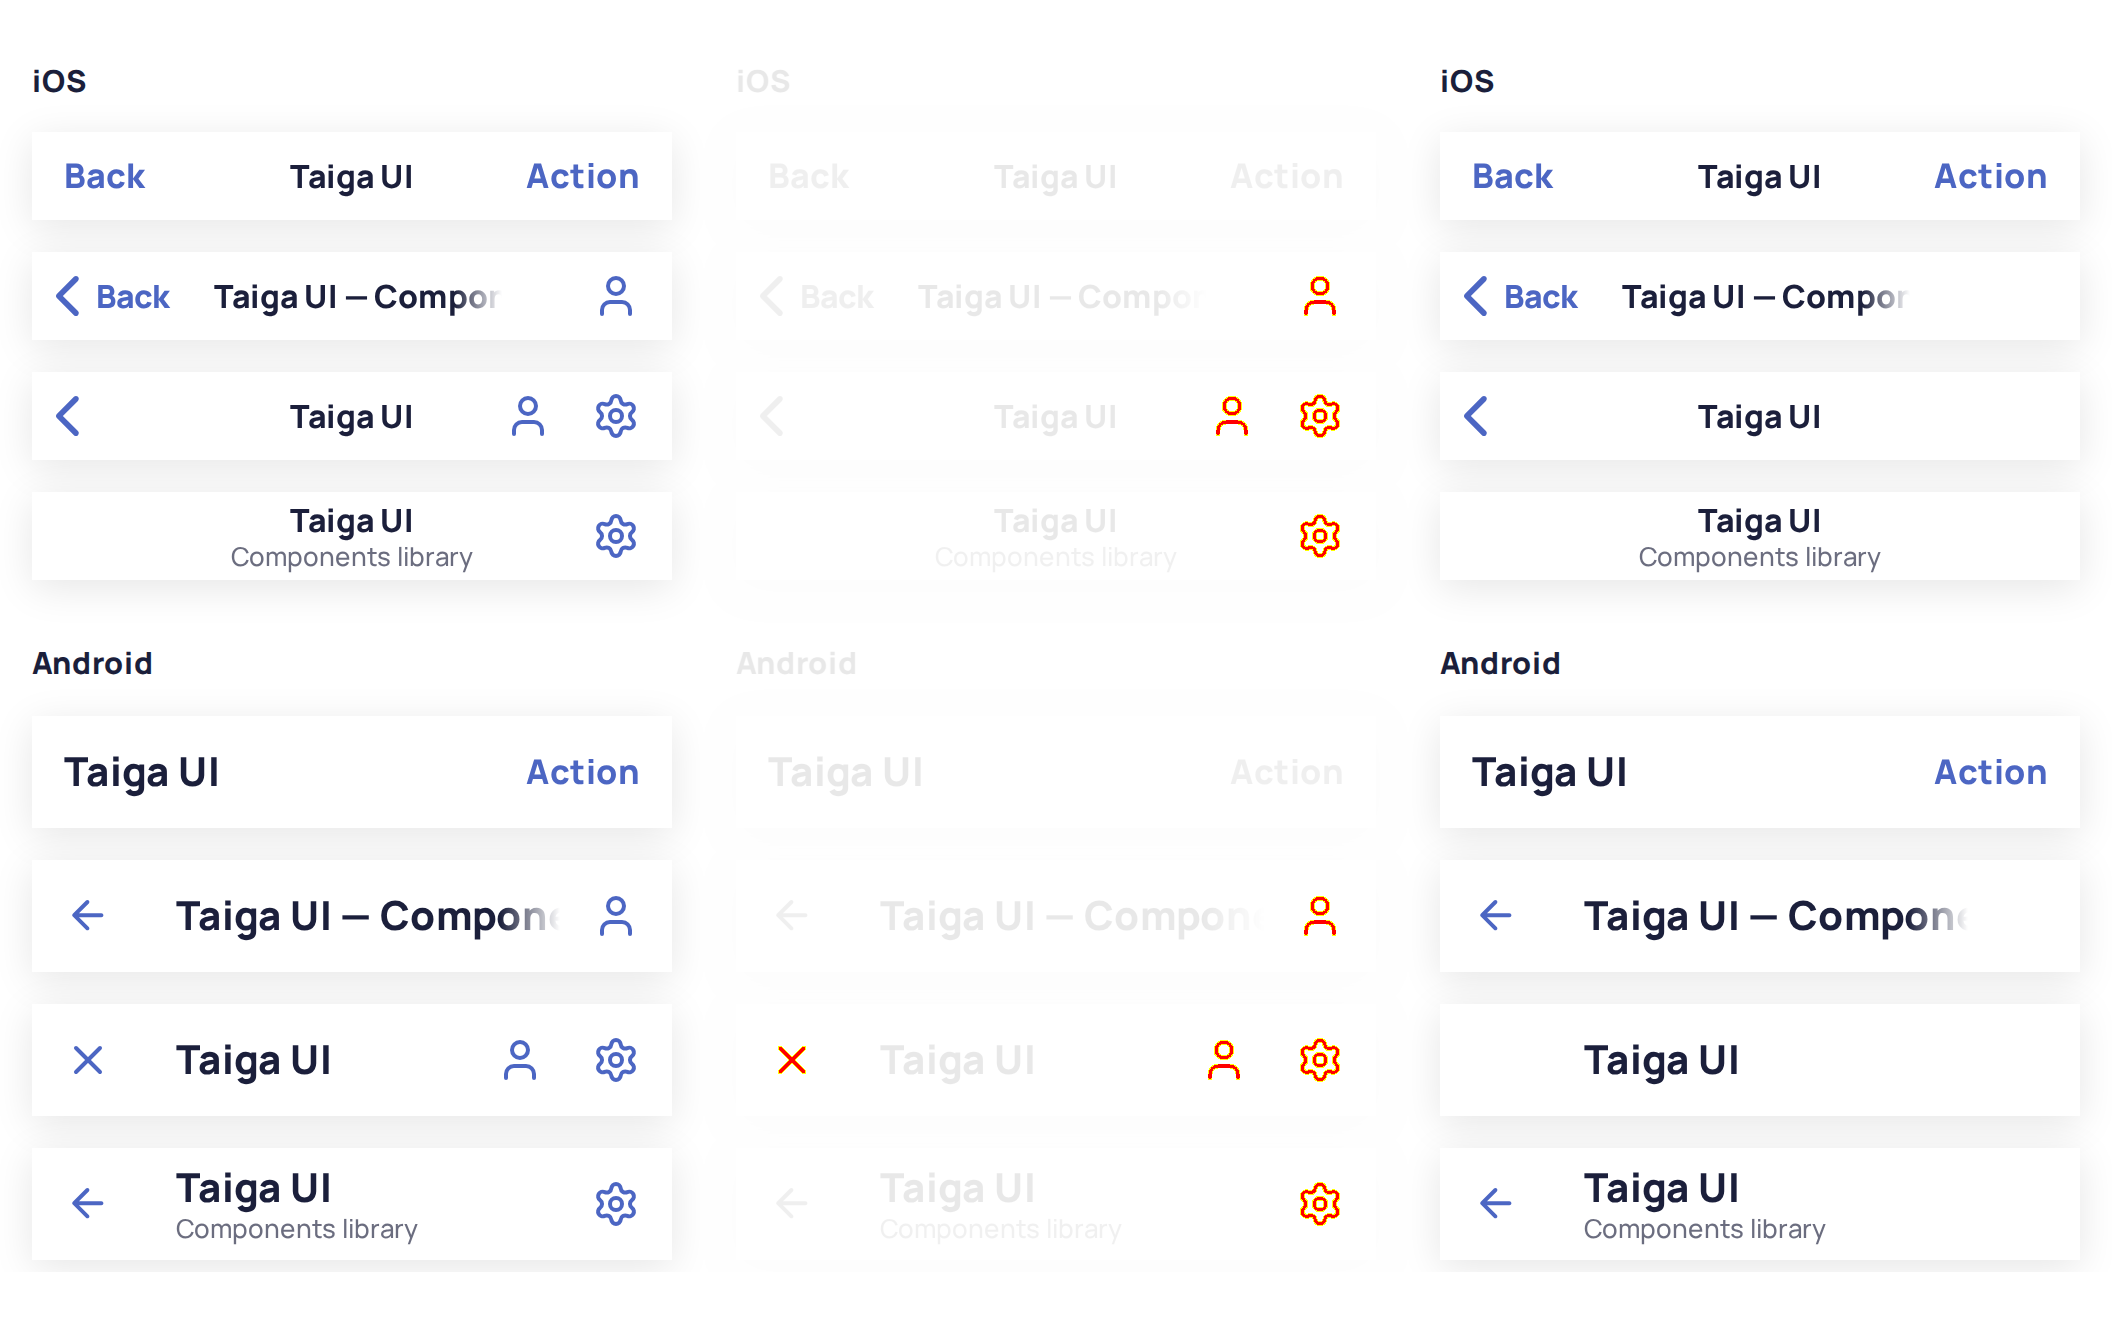 iOS
Back Taiga UI Action
Back Taiga UI — Compon
Taiga UI
Taiga UI
Components library
Android
Taiga UI Action
Taiga UI — Compone
Taiga UI
Taiga UI
Components library
iOS
Back Taiga UI Action
Back Taiga UI — Compon
Taiga UI
Taiga UI
Components library
Android
Taiga UI Action
Taiga UI — Compone
Taiga UI
Taiga UI
Components library
iOS
Back Taiga UI Action
Back Taiga UI — Compon
Taiga UI
Taiga UI
Components library
Android
Taiga UI Action
Taiga UI — Compone
Taiga UI
Taiga UI
Components library